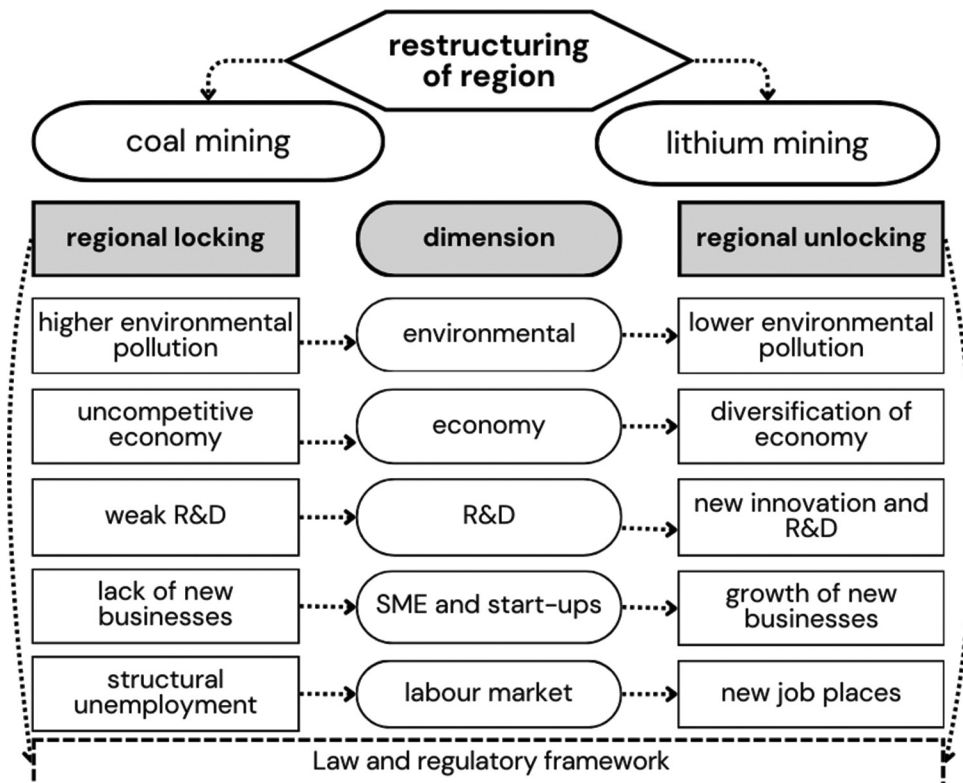 restructuring
of region
coal mining
lithium mining
regional locking
dimension
regional unlocking
higher environmental
pollution
environmental
lower environmental
pollution
uncompetitive
economy
economy
diversification of
economy
weak R&D
R&D
new innovation and
R&D
lack of new
businesses
SME and start-ups
growth of new
businesses
structural
unemployment
labour market
new job places
Law and regulatory framework